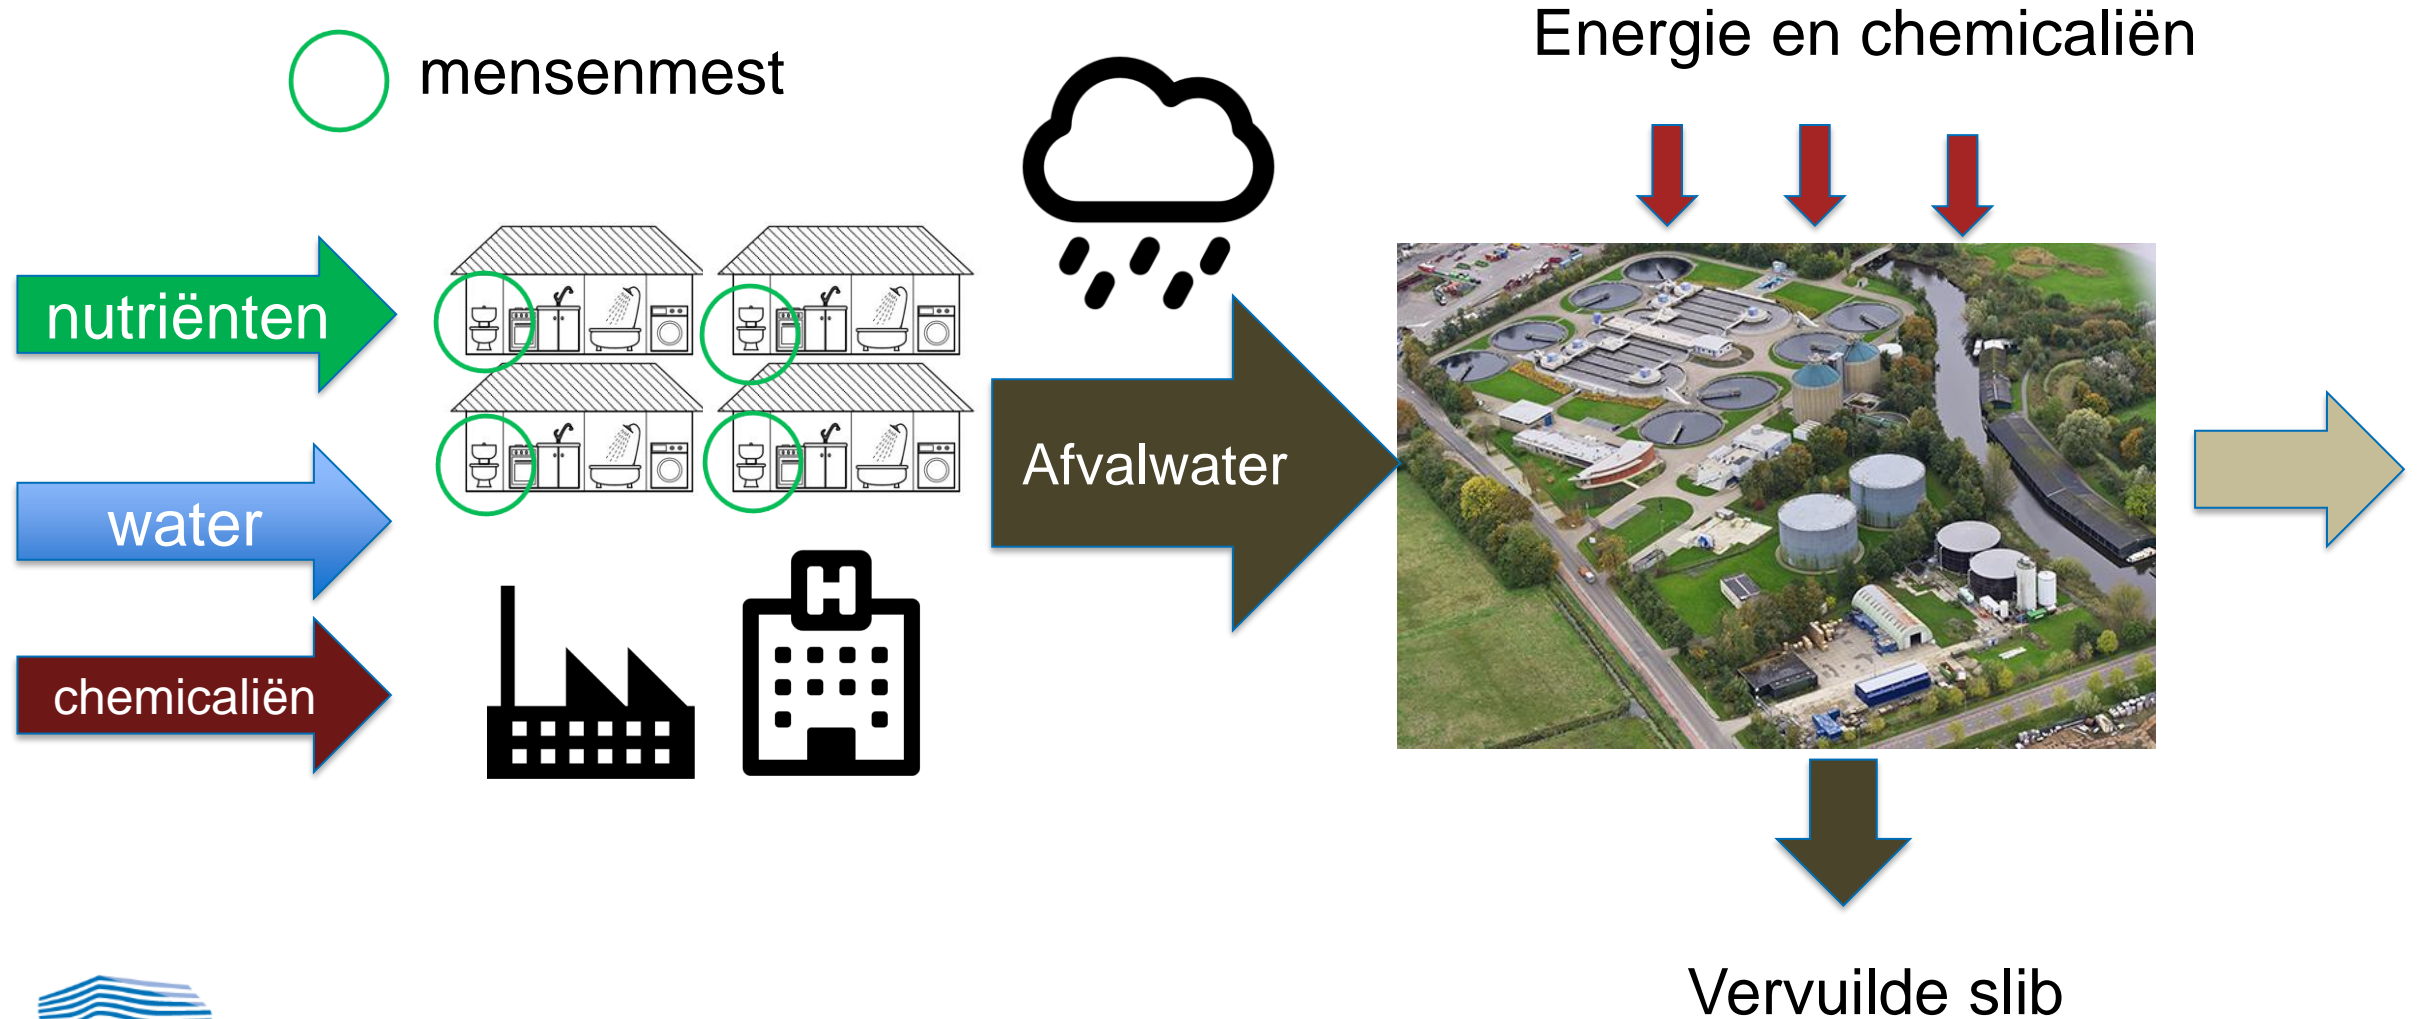 Energie en chemicaliën
mensenmest
nutriënten
water
chemicaliën
Afvalwater
H
Vervuilde slib